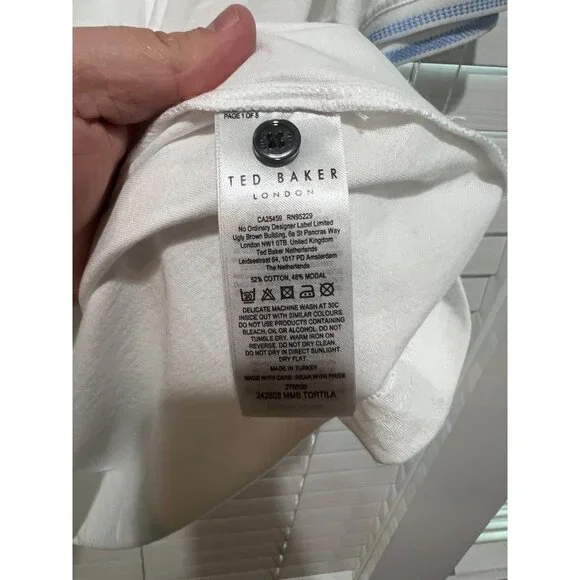 PAGE 1 OF 8
TED BAKER
LONDON
CA25459 RN95229
No Ordinary Designer Label Limited
Ugly Brown Building, 6a St Pancras Way
London NW1 0TB. United Kingdom
Ted Baker Netherlands
Leidsestraat 64, 1017 PD Amsterdam
The Netherlands
52% COTTON, 48% MODAL
30
DELICATE MACHINE WASH AT 30C
INSIDE OUT WITH SIMILAR COLOURS.
DO NOT USE PRODUCTS CONTAINING
BLEACH, OIL OR ALCOHOL. DO NOT
TUMBLE DRY. WARM IRON ON
REVERSE. DO NOT DRY CLEAN.
DO NOT DRY IN DIRECT SUNLIGHT.
DRY FLAT.
MADE IN TURKEY
MADE WITH CARE: WEAR WITH PRIDE
242908 MMB TORTILA